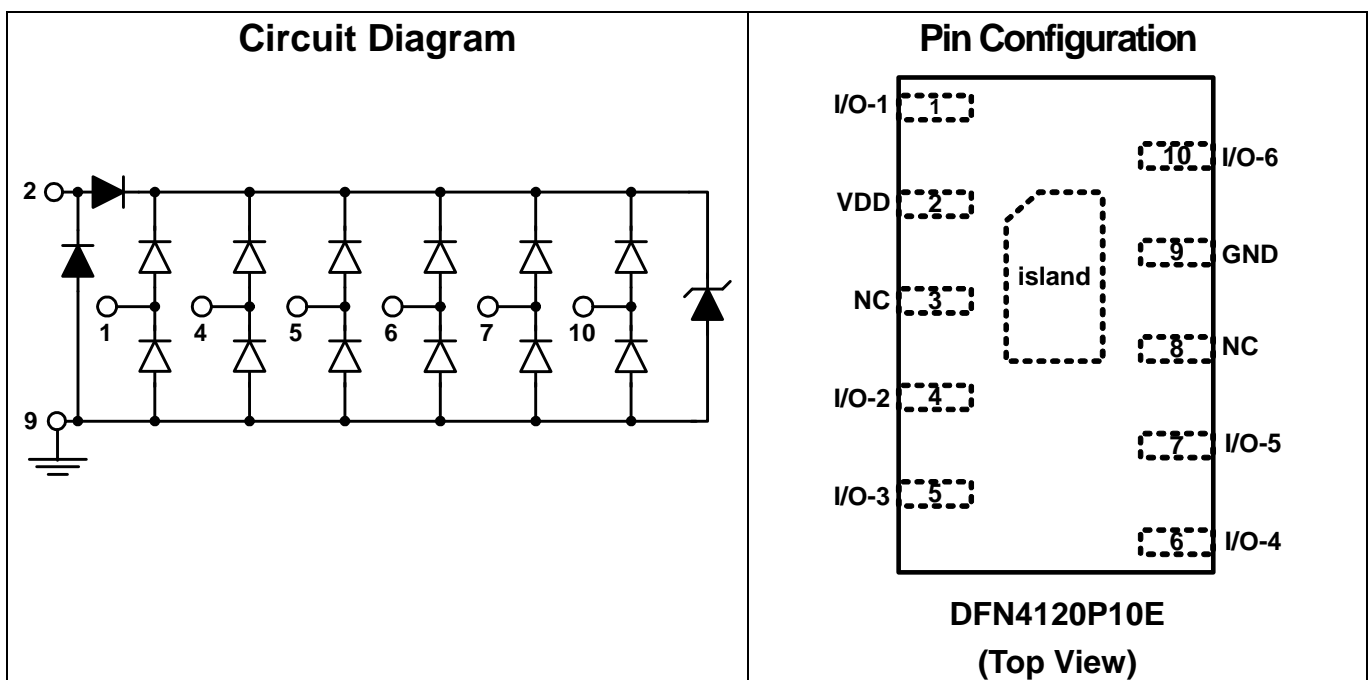 Circuit Diagram
2
1
4
5
6
7
10
9
Pin Configuration
I/O-1 1
10 I/O-6
VDD 2
9 GND
island
NC 3
8 NC
I/O-2 4
7 I/O-5
I/O-3 5
6 I/O-4
DFN4120P10E
(Top View)